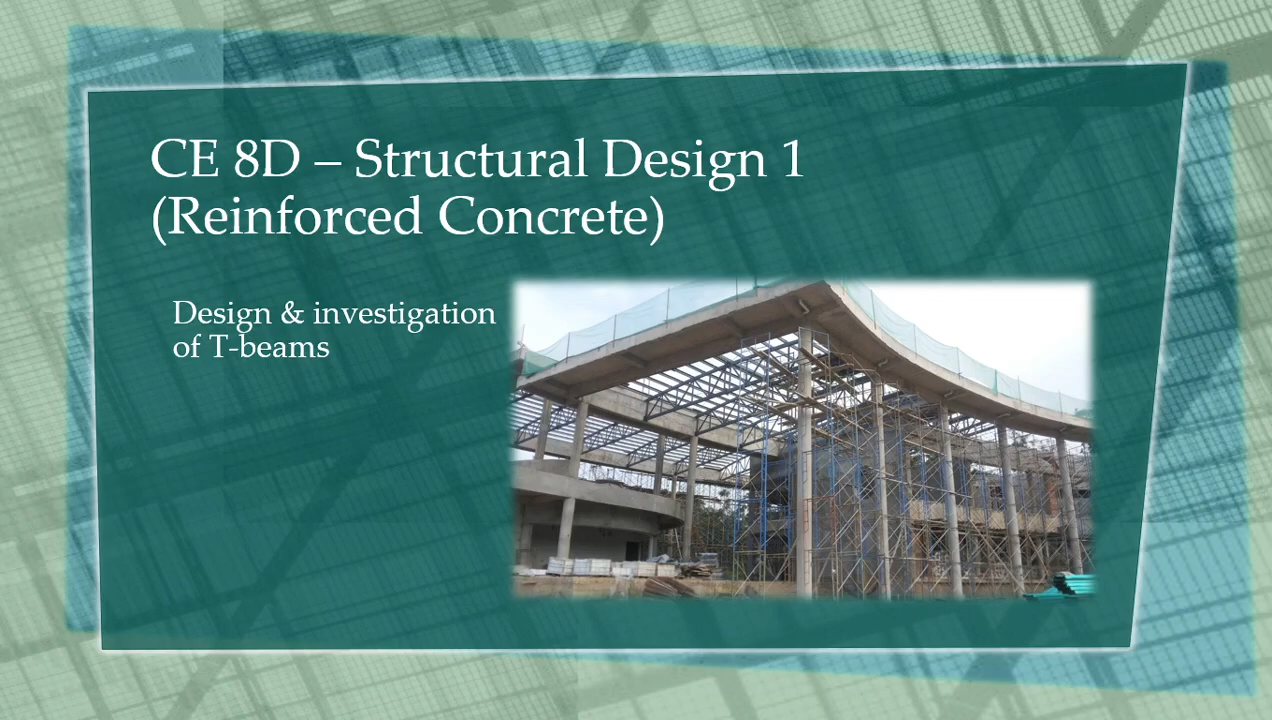 CE 8D – Structural Design 1
(Reinforced Concrete)
Design & investigation
of T-beams